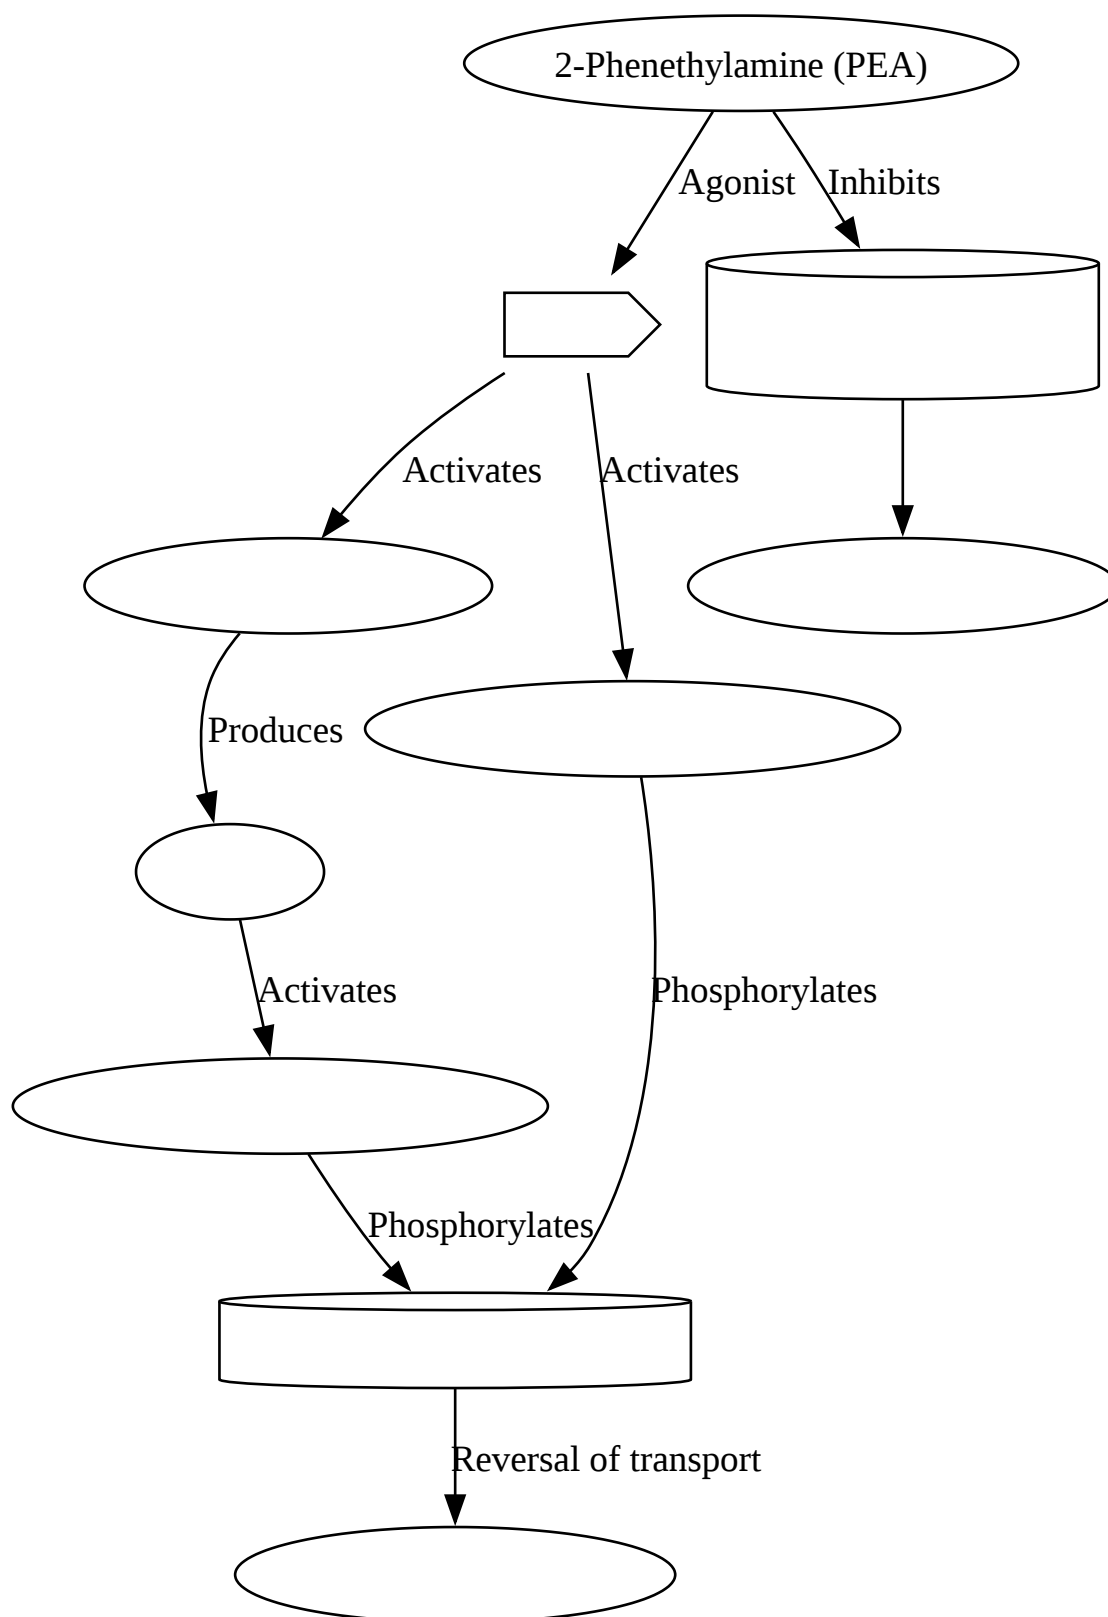 2-Phenethylamine (PEA)
Agonist
Inhibits
Activates
Activates
Produces
Activates
Phosphorylates
Phosphorylates
Reversal of transport